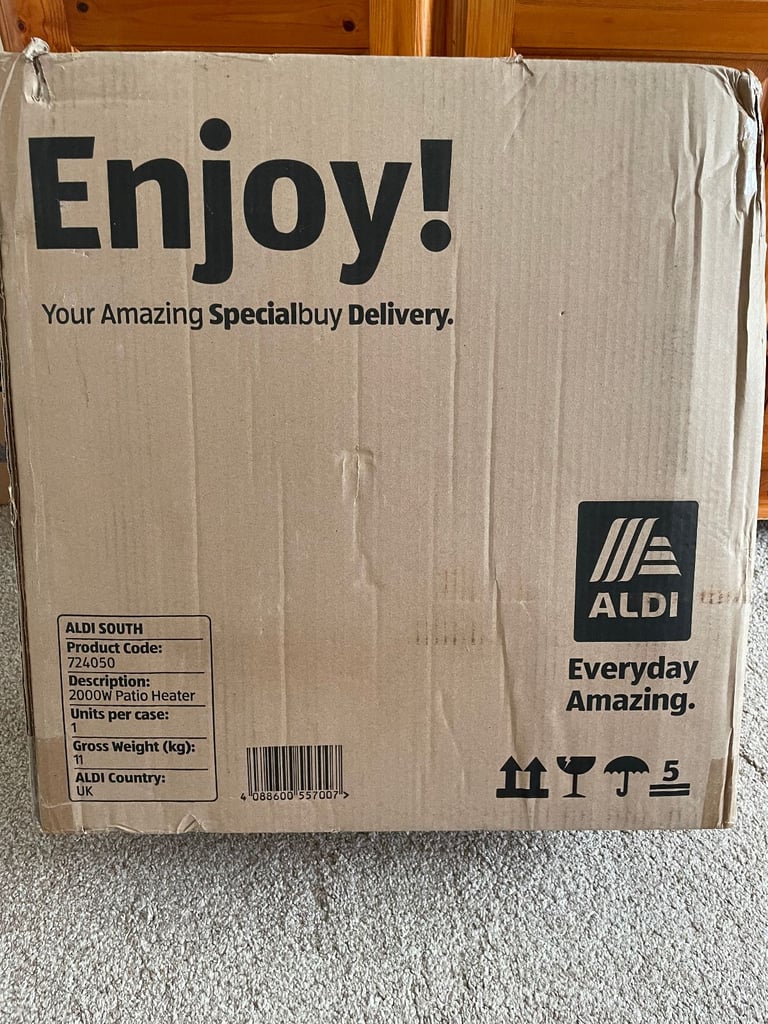 Enjoy!
Your Amazing Specialbuy Delivery.
ALDI
Everyday
Amazing.
ALDI SOUTH
Product Code:
724050
Description:
2000W Patio Heater
Units per case:
1
Gross Weight (kg):
11
ALDI Country:
UK
4 088600 557007 >
5